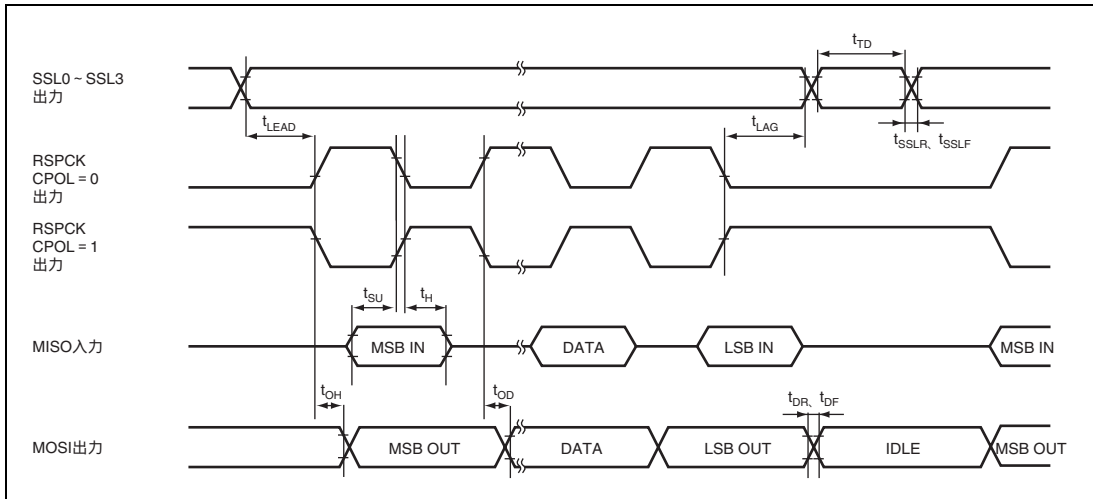 SSL0 ~ SSL3
出力
t_TD
t_LEAD
t_LAG
t_SSLR、t_SSLF
RSPCK
CPOL = 0
出力
RSPCK
CPOL = 1
出力
t_SU
t_H
MISO入力
MSB IN
DATA
LSB IN
MSB IN
t_OH
t_OD
t_DR、t_DF
MOSI出力
MSB OUT
DATA
LSB OUT
IDLE
MSB OUT